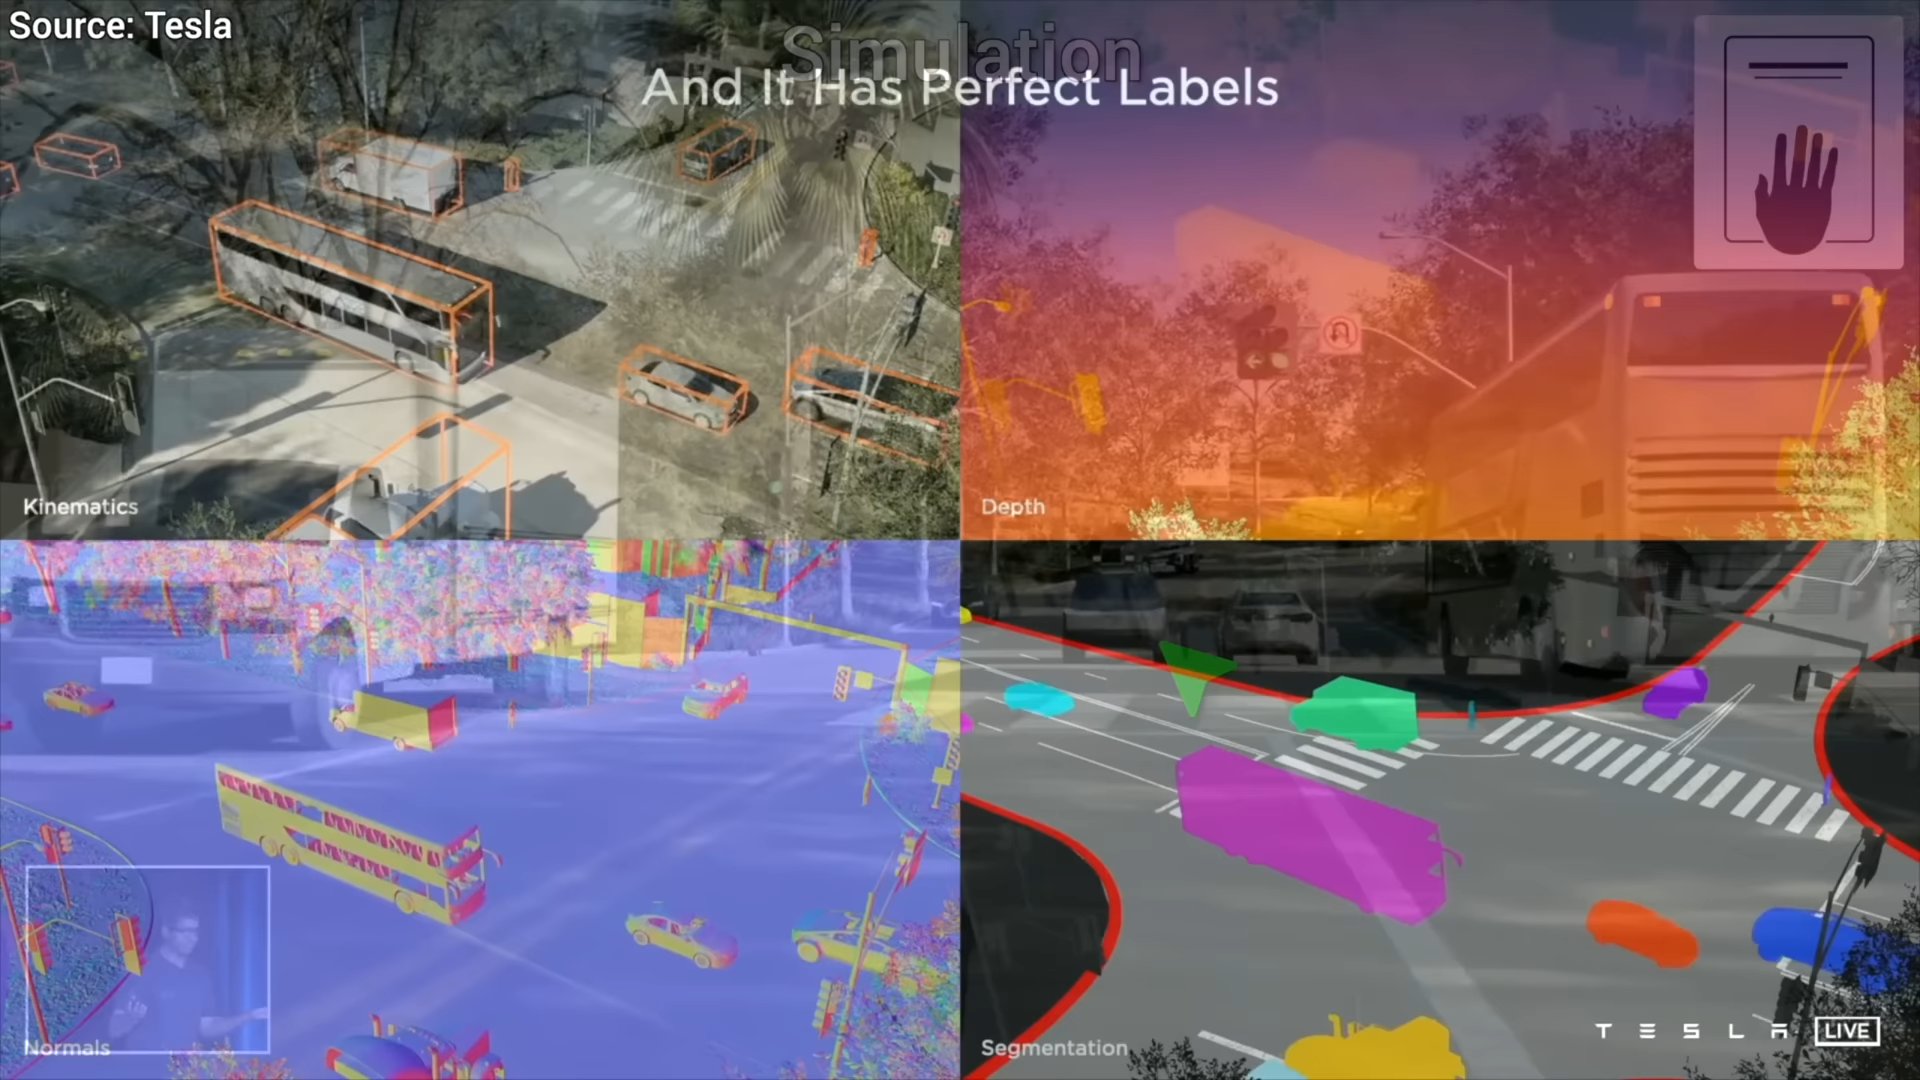 Source: Tesla
Simulation
And It Has Perfect Labels
Kinematics
Depth
Normals
Segmentation
TESLA LIVE